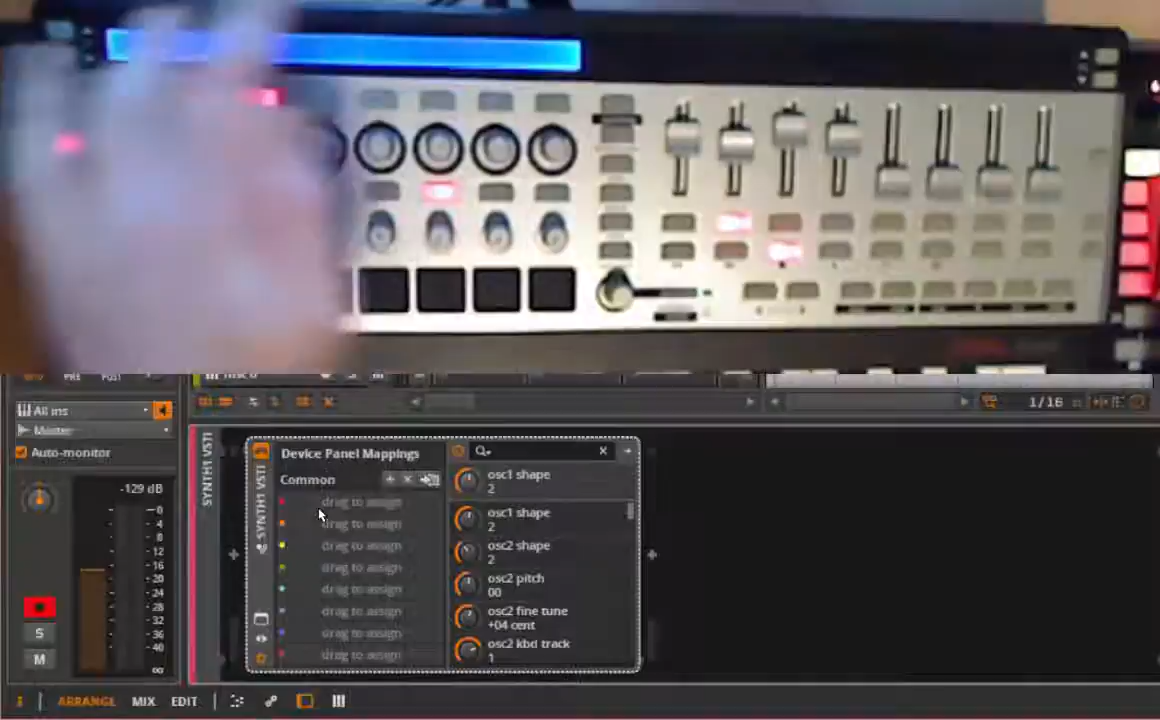 PRE
POST
All ins
Master
Auto-monitor
-129 dB
0
4
8
12
16
20
24
28
32
36
40
∞
S
M
1/16
SYNTH1 VSTI
SYNTH1 VSTI
Device Panel Mappings
Common
drag to assign
drag to assign
drag to assign
drag to assign
drag to assign
drag to assign
drag to assign
drag to assign
osc1 shape
2
osc1 shape
2
osc2 shape
2
osc2 pitch
00
osc2 fine tune
+04 cent
osc2 kbd track
1
i
ARRANGE MIX EDIT